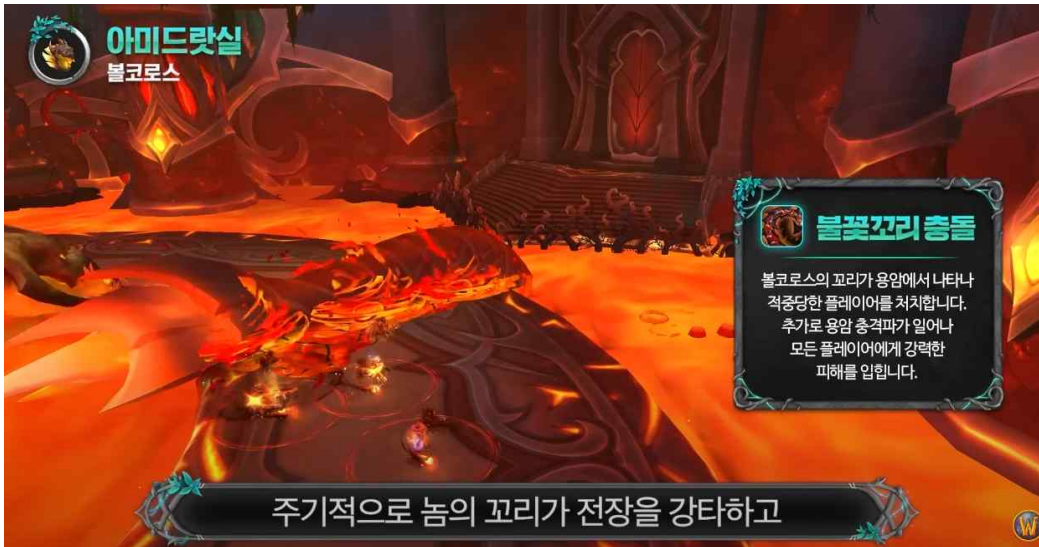 아미드랏실
볼코로스
불꽃꼬리 충돌
볼코로스의 꼬리가 용암에서 나타나
적중당한 플레이어를 처치합니다.
추가로 용암 충격파가 일어나
모든 플레이어에게 강력한
피해를 입힙니다.
주기적으로 놈의 꼬리가 전장을 강타하고
W